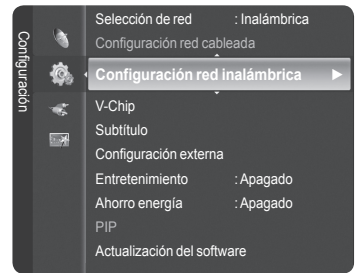 Configuración
Selección de red : Inalámbrica
Configuración red cableada
Configuración red inalámbrica
V-Chip
Subtítulo
Configuración externa
Entretenimiento : Apagado
Ahorro energía : Apagado
PIP
Actualización del software